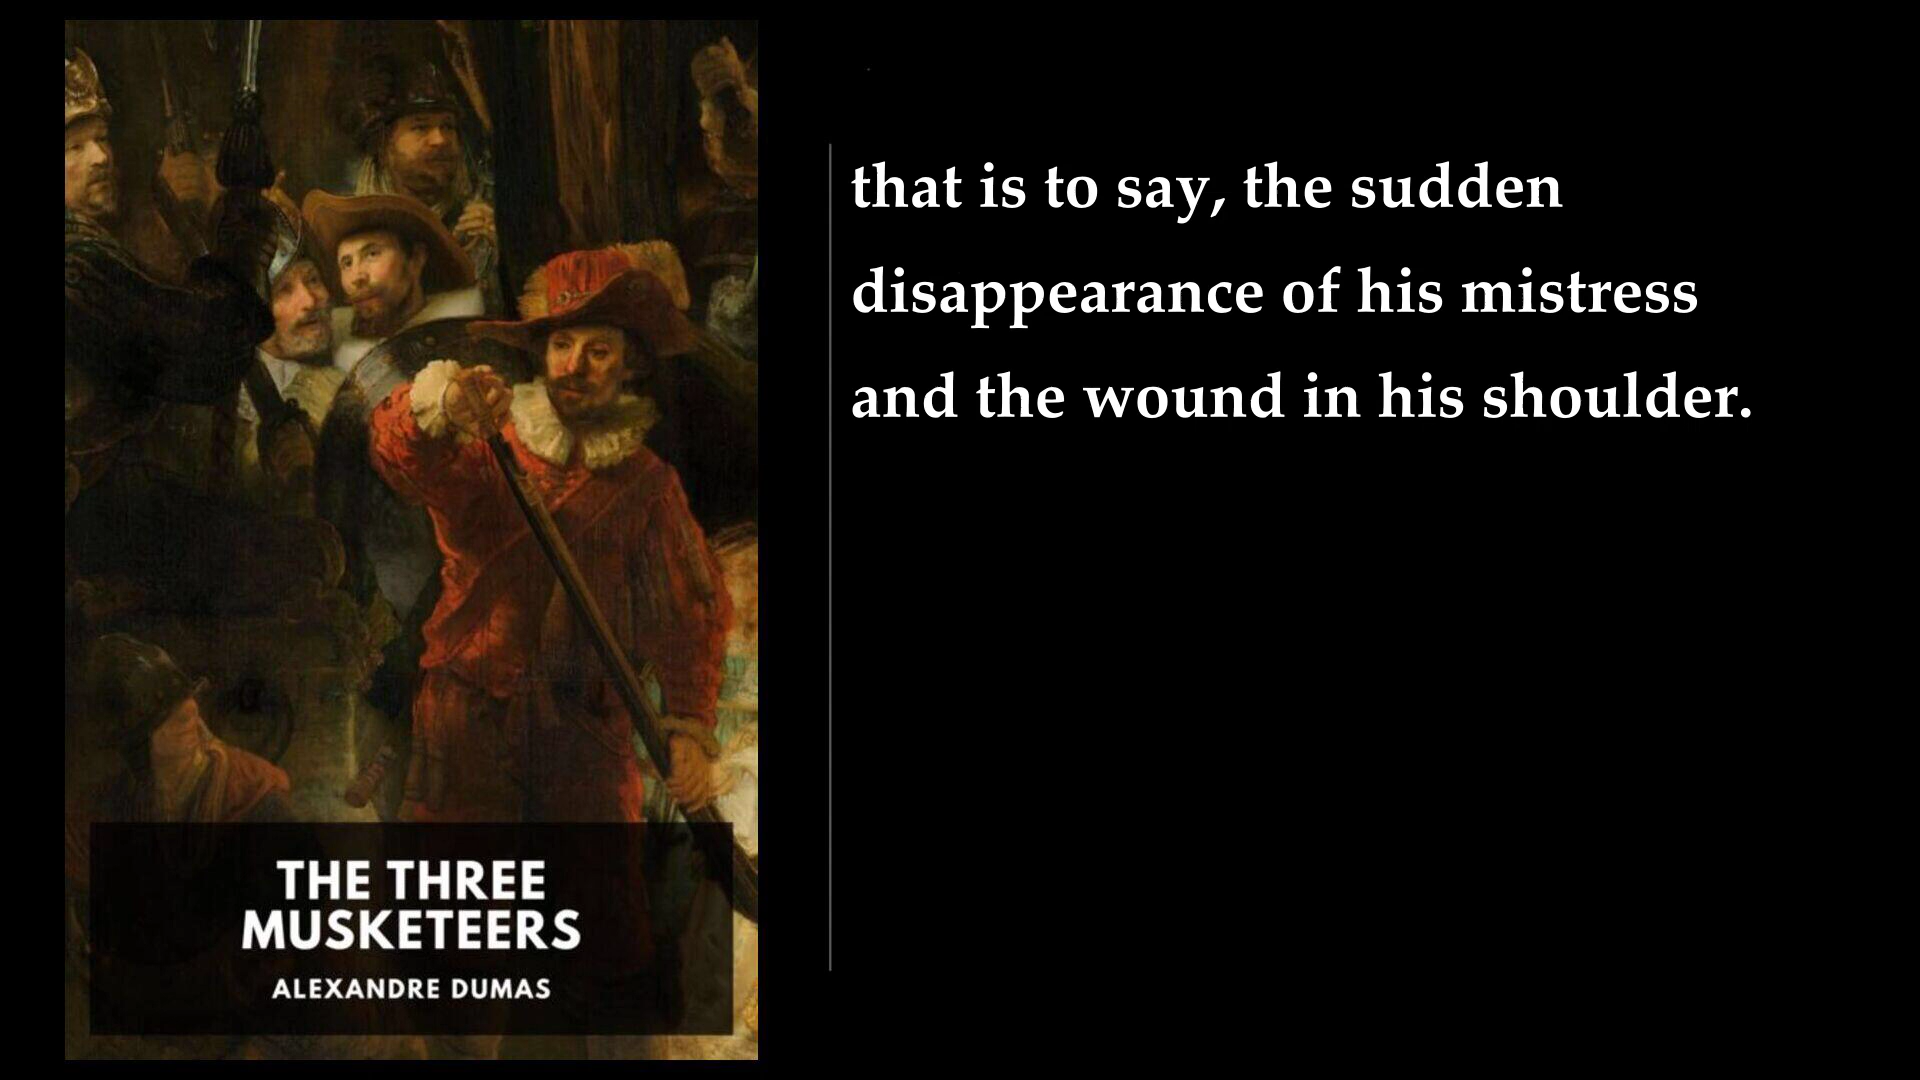 that is to say, the sudden
disappearance of his mistress
and the wound in his shoulder.
THE THREE
MUSKETEERS
ALEXANDRE DUMAS